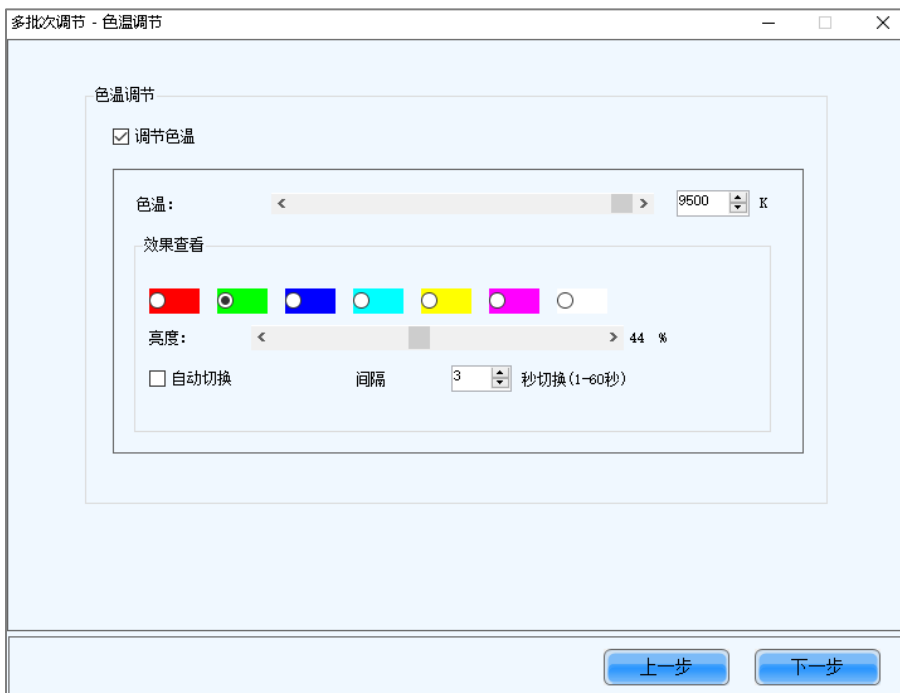 多批次调节 - 色温调节
色温调节
调节色温
色温: 9500 K
效果查看
亮度: 44 %
自动切换 间隔 3 秒切换(1-60秒)
上一步 下一步